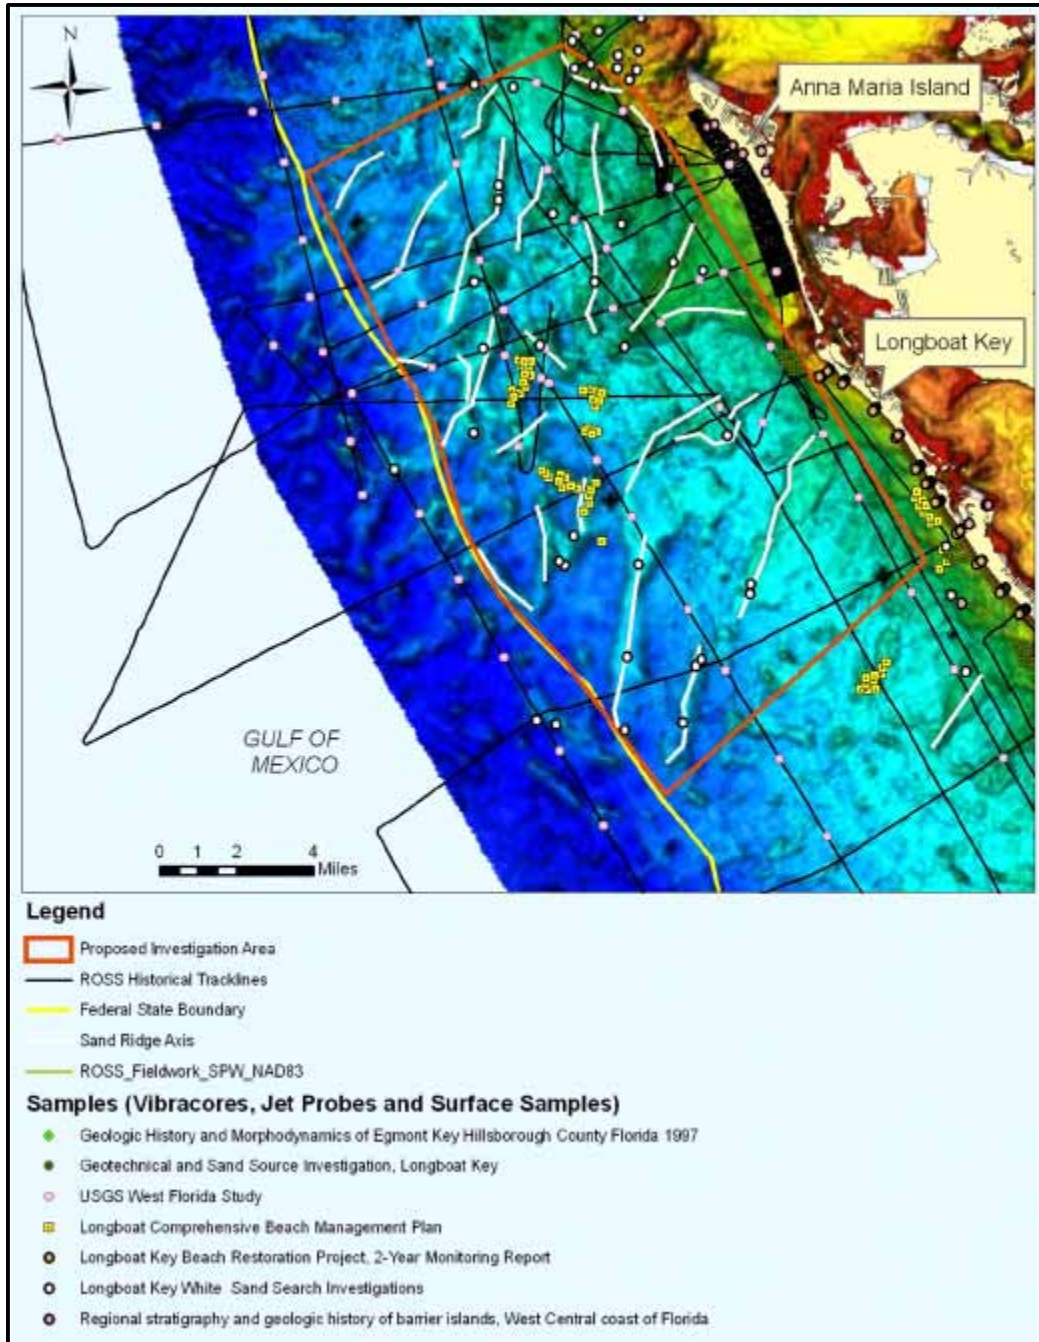 N
Anna Maria Island
Longboat Key
GULF OF
MEXICO
0 1 2 4
Miles
Legend
Proposed Investigation Area
ROSS Historical Tracklines
Federal State Boundary
Sand Ridge Axis
ROSS_Fieldwork_SPW_NAD83
Samples (Vibracores, Jet Probes and Surface Samples)
Geologic History and Morphodynamics of Egmont Key Hillsborough County Florida 1997
Geotechnical and Sand Source Investigation, Longboat Key
USGS West Florida Study
Longboat Comprehensive Beach Management Plan
Longboat Key Beach Restoration Project, 2-Year Monitoring Report
Longboat Key White Sand Search Investigations
Regional stratigraphy and geologic history of barrier islands, West Central coast of Florida